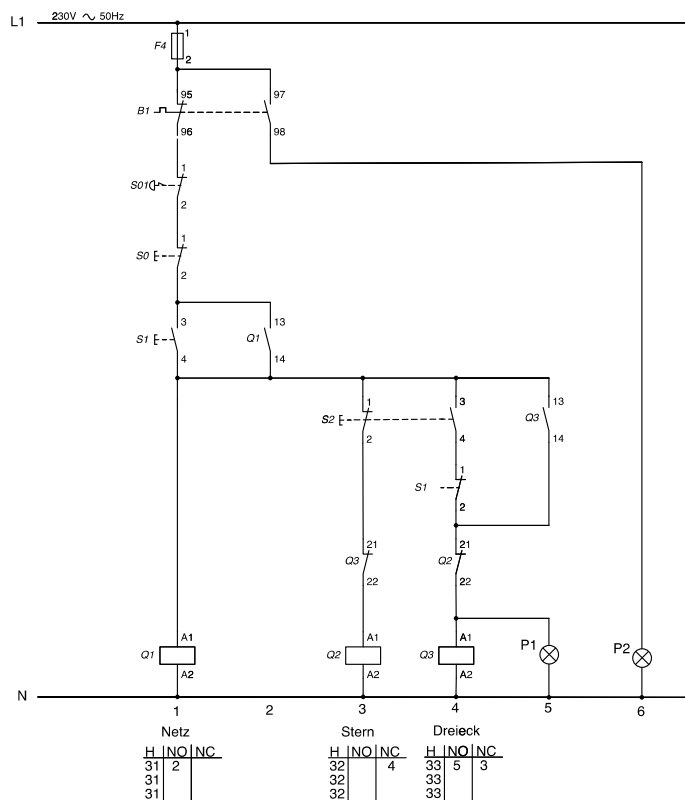 230V ~ 50Hz
L1
1
F4
2
95 97
B1
96 98
1
S01
2
1
S0
2
3 13
S1 Q1
4 14
1 3 13
S2 Q3
2 4 14
1
S1
2
21 21
Q3 Q2
22 22
A1 A1 A1
Q1 Q2 Q3 P1 P2
A2 A2 A2
N
1 2 3 4 5 6
Netz Stern Dreieck
H NO NC H NO NC H NO NC
31 2 32 4 33 5 3
31 32 33
31 32 33